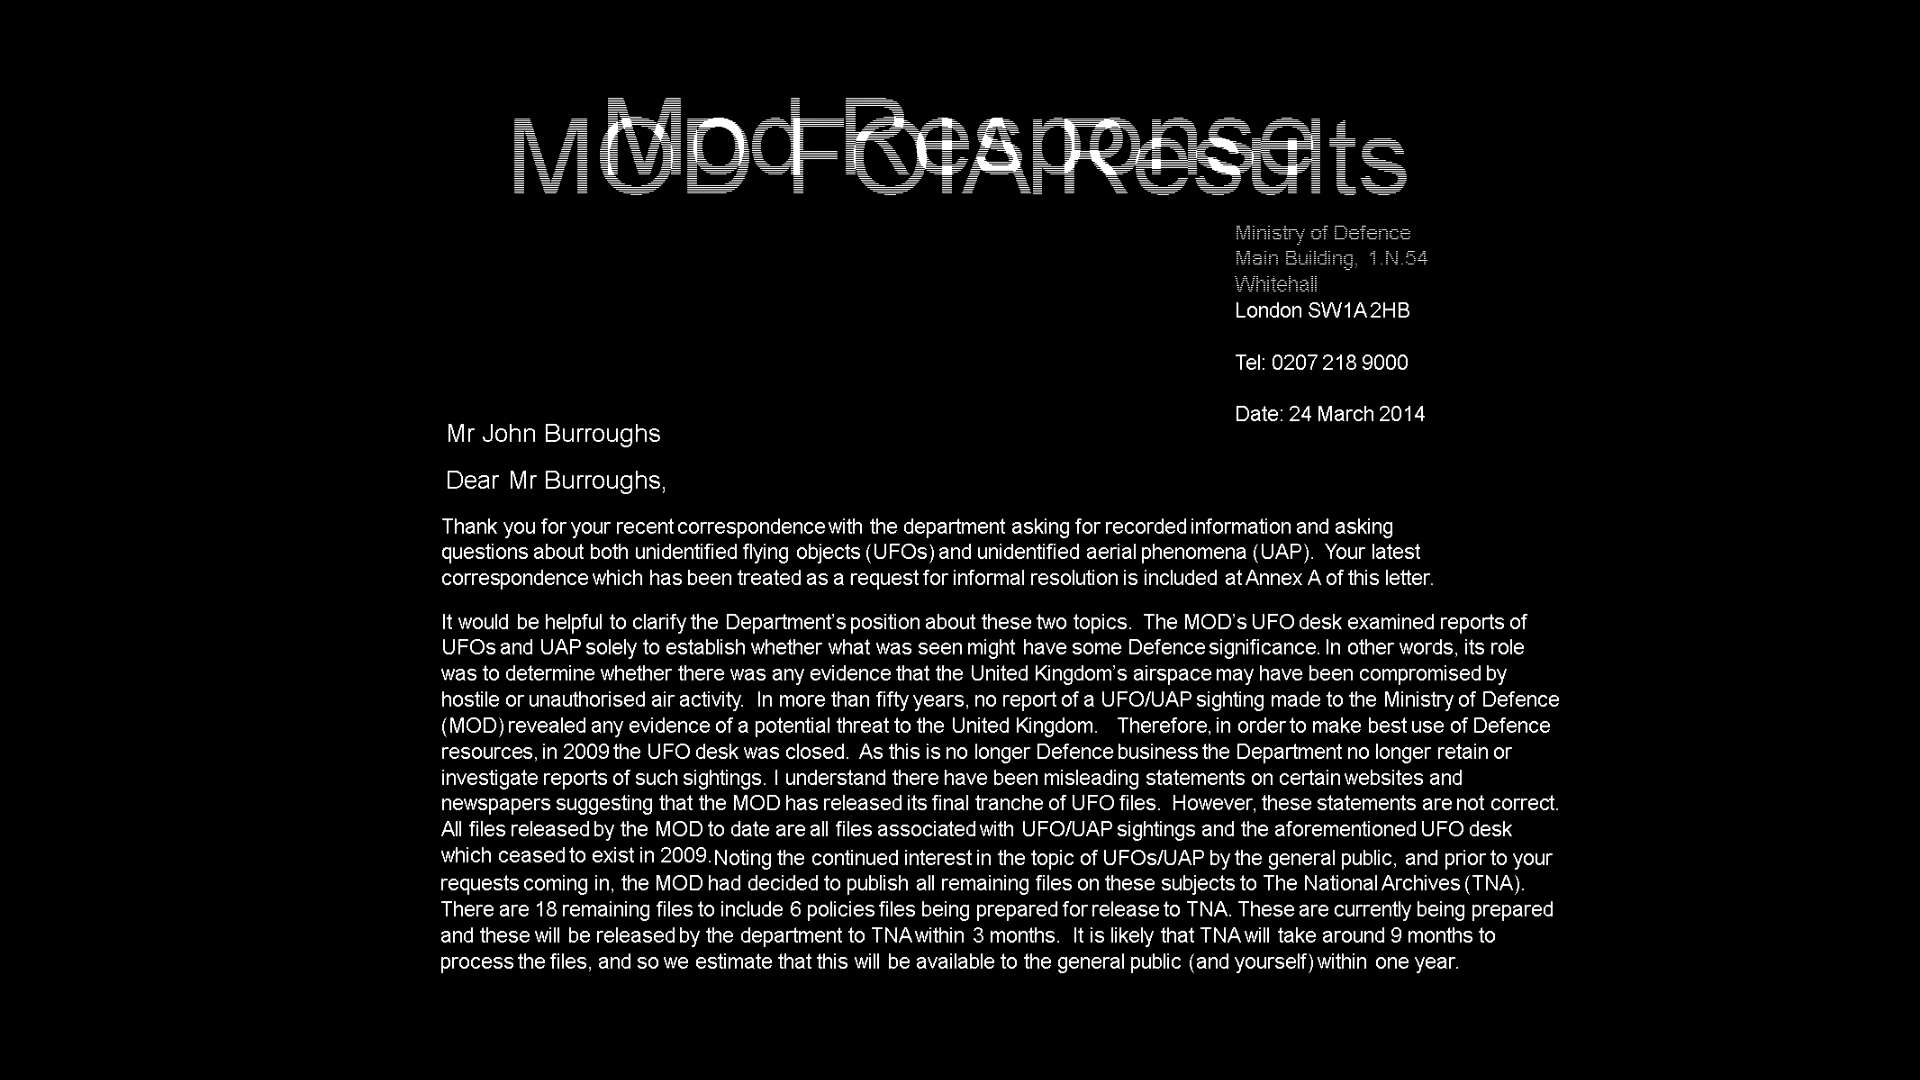 Mod Response
MOD FOIA Results
Ministry of Defence
Main Building, 1.N.54
Whitehall
London SW1A 2HB
Tel: 0207 218 9000
Date: 24 March 2014
Mr John Burroughs
Dear Mr Burroughs,
Thank you for your recent correspondence with the department asking for recorded information and asking
questions about both unidentified flying objects (UFOs) and unidentified aerial phenomena (UAP). Your latest
correspondence which has been treated as a request for informal resolution is included at Annex A of this letter.
It would be helpful to clarify the Department's position about these two topics. The MOD's UFO desk examined reports of
UFOs and UAP solely to establish whether what was seen might have some Defence significance. In other words, its role
was to determine whether there was any evidence that the United Kingdom's airspace may have been compromised by
hostile or unauthorised air activity. In more than fifty years, no report of a UFO/UAP sighting made to the Ministry of Defence
(MOD) revealed any evidence of a potential threat to the United Kingdom. Therefore, in order to make best use of Defence
resources, in 2009 the UFO desk was closed. As this is no longer Defence business the Department no longer retain or
investigate reports of such sightings. I understand there have been misleading statements on certain websites and
newspapers suggesting that the MOD has released its final tranche of UFO files. However, these statements are not correct.
All files released by the MOD to date are all files associated with UFO/UAP sightings and the aforementioned UFO desk
which ceased to exist in 2009. Noting the continued interest in the topic of UFOs/UAP by the general public, and prior to your
requests coming in, the MOD had decided to publish all remaining files on these subjects to The National Archives (TNA).
There are 18 remaining files to include 6 policies files being prepared for release to TNA. These are currently being prepared
and these will be released by the department to TNA within 3 months. It is likely that TNA will take around 9 months to
process the files, and so we estimate that this will be available to the general public (and yourself) within one year.